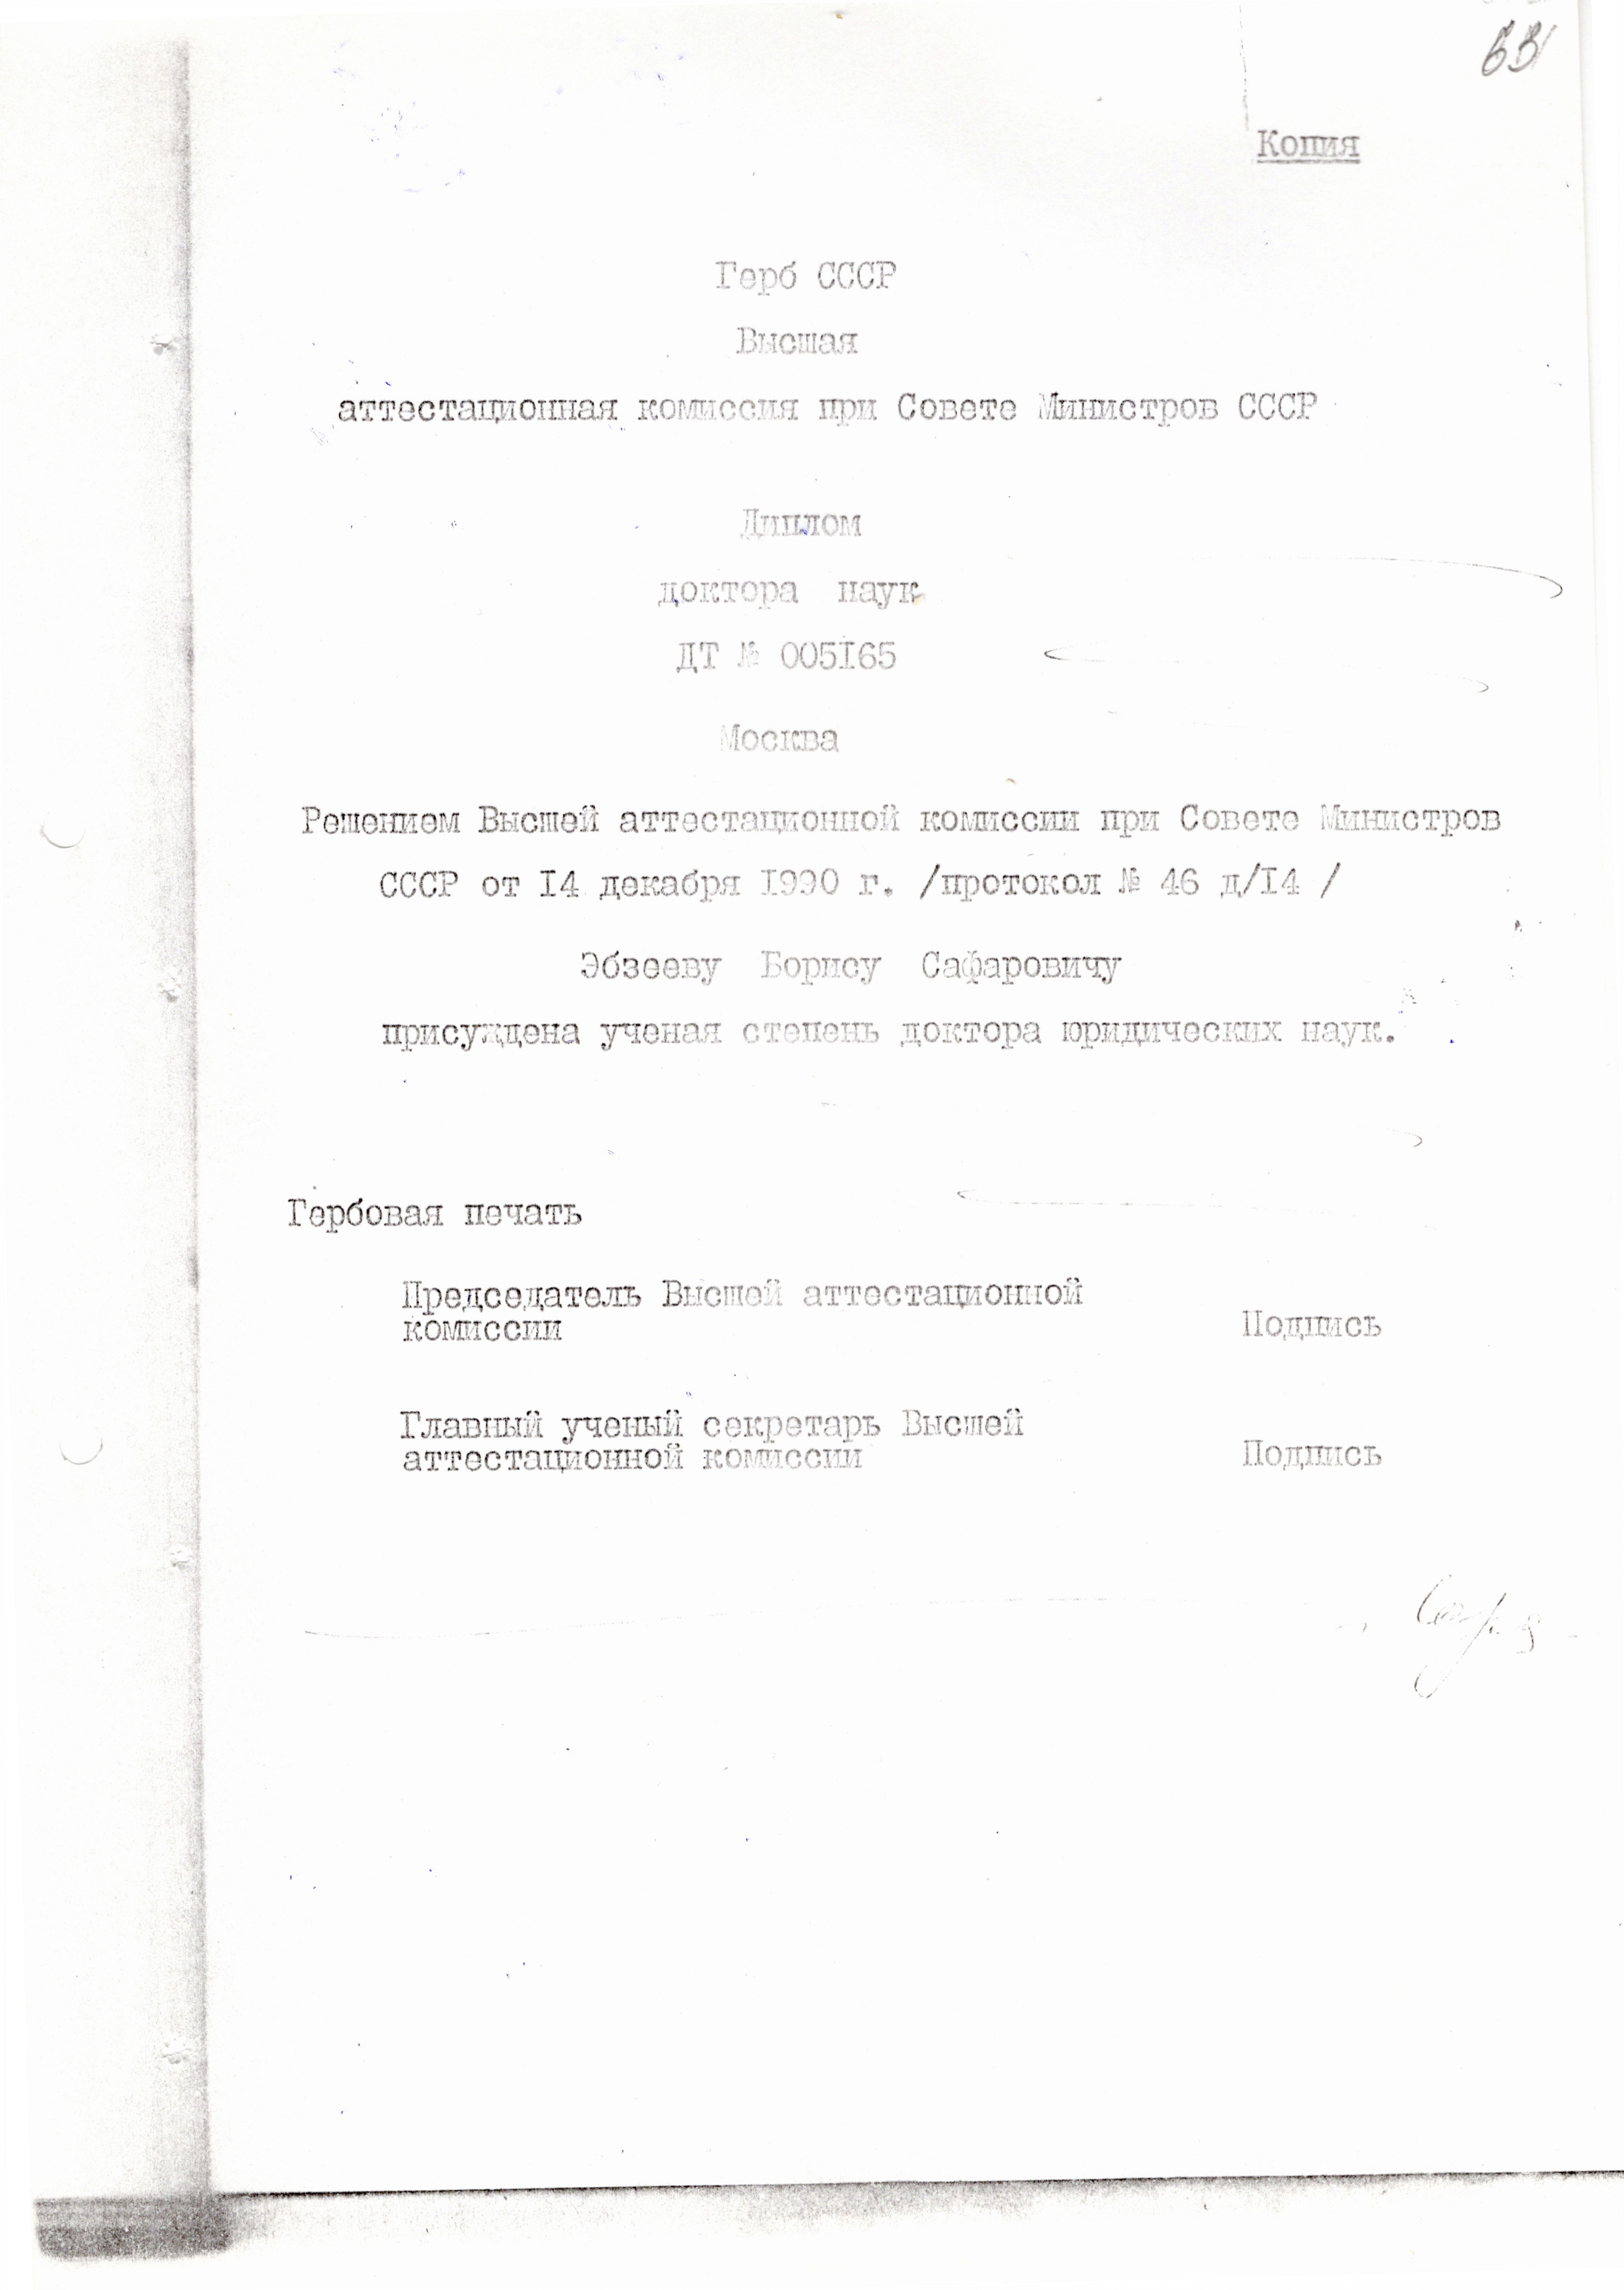 63
Копия
Герб СССР
Высшая
аттестационная комиссия при Совете Министров СССР
Диплом
доктора наук
ДТ № 005I65
Москва
Решением Высшей аттестационной комиссии при Совете Министров
СССР от I4 декабря I990 г. /протокол № 46 д/I4 /
Эбзееву Борису Сафаровичу
присуждена ученая степень доктора юридических наук.
Гербовая печать
Председатель Высшей аттестационной
комиссии
Подпись
Главный ученый секретарь Высшей
аттестационной комиссии
Подпись